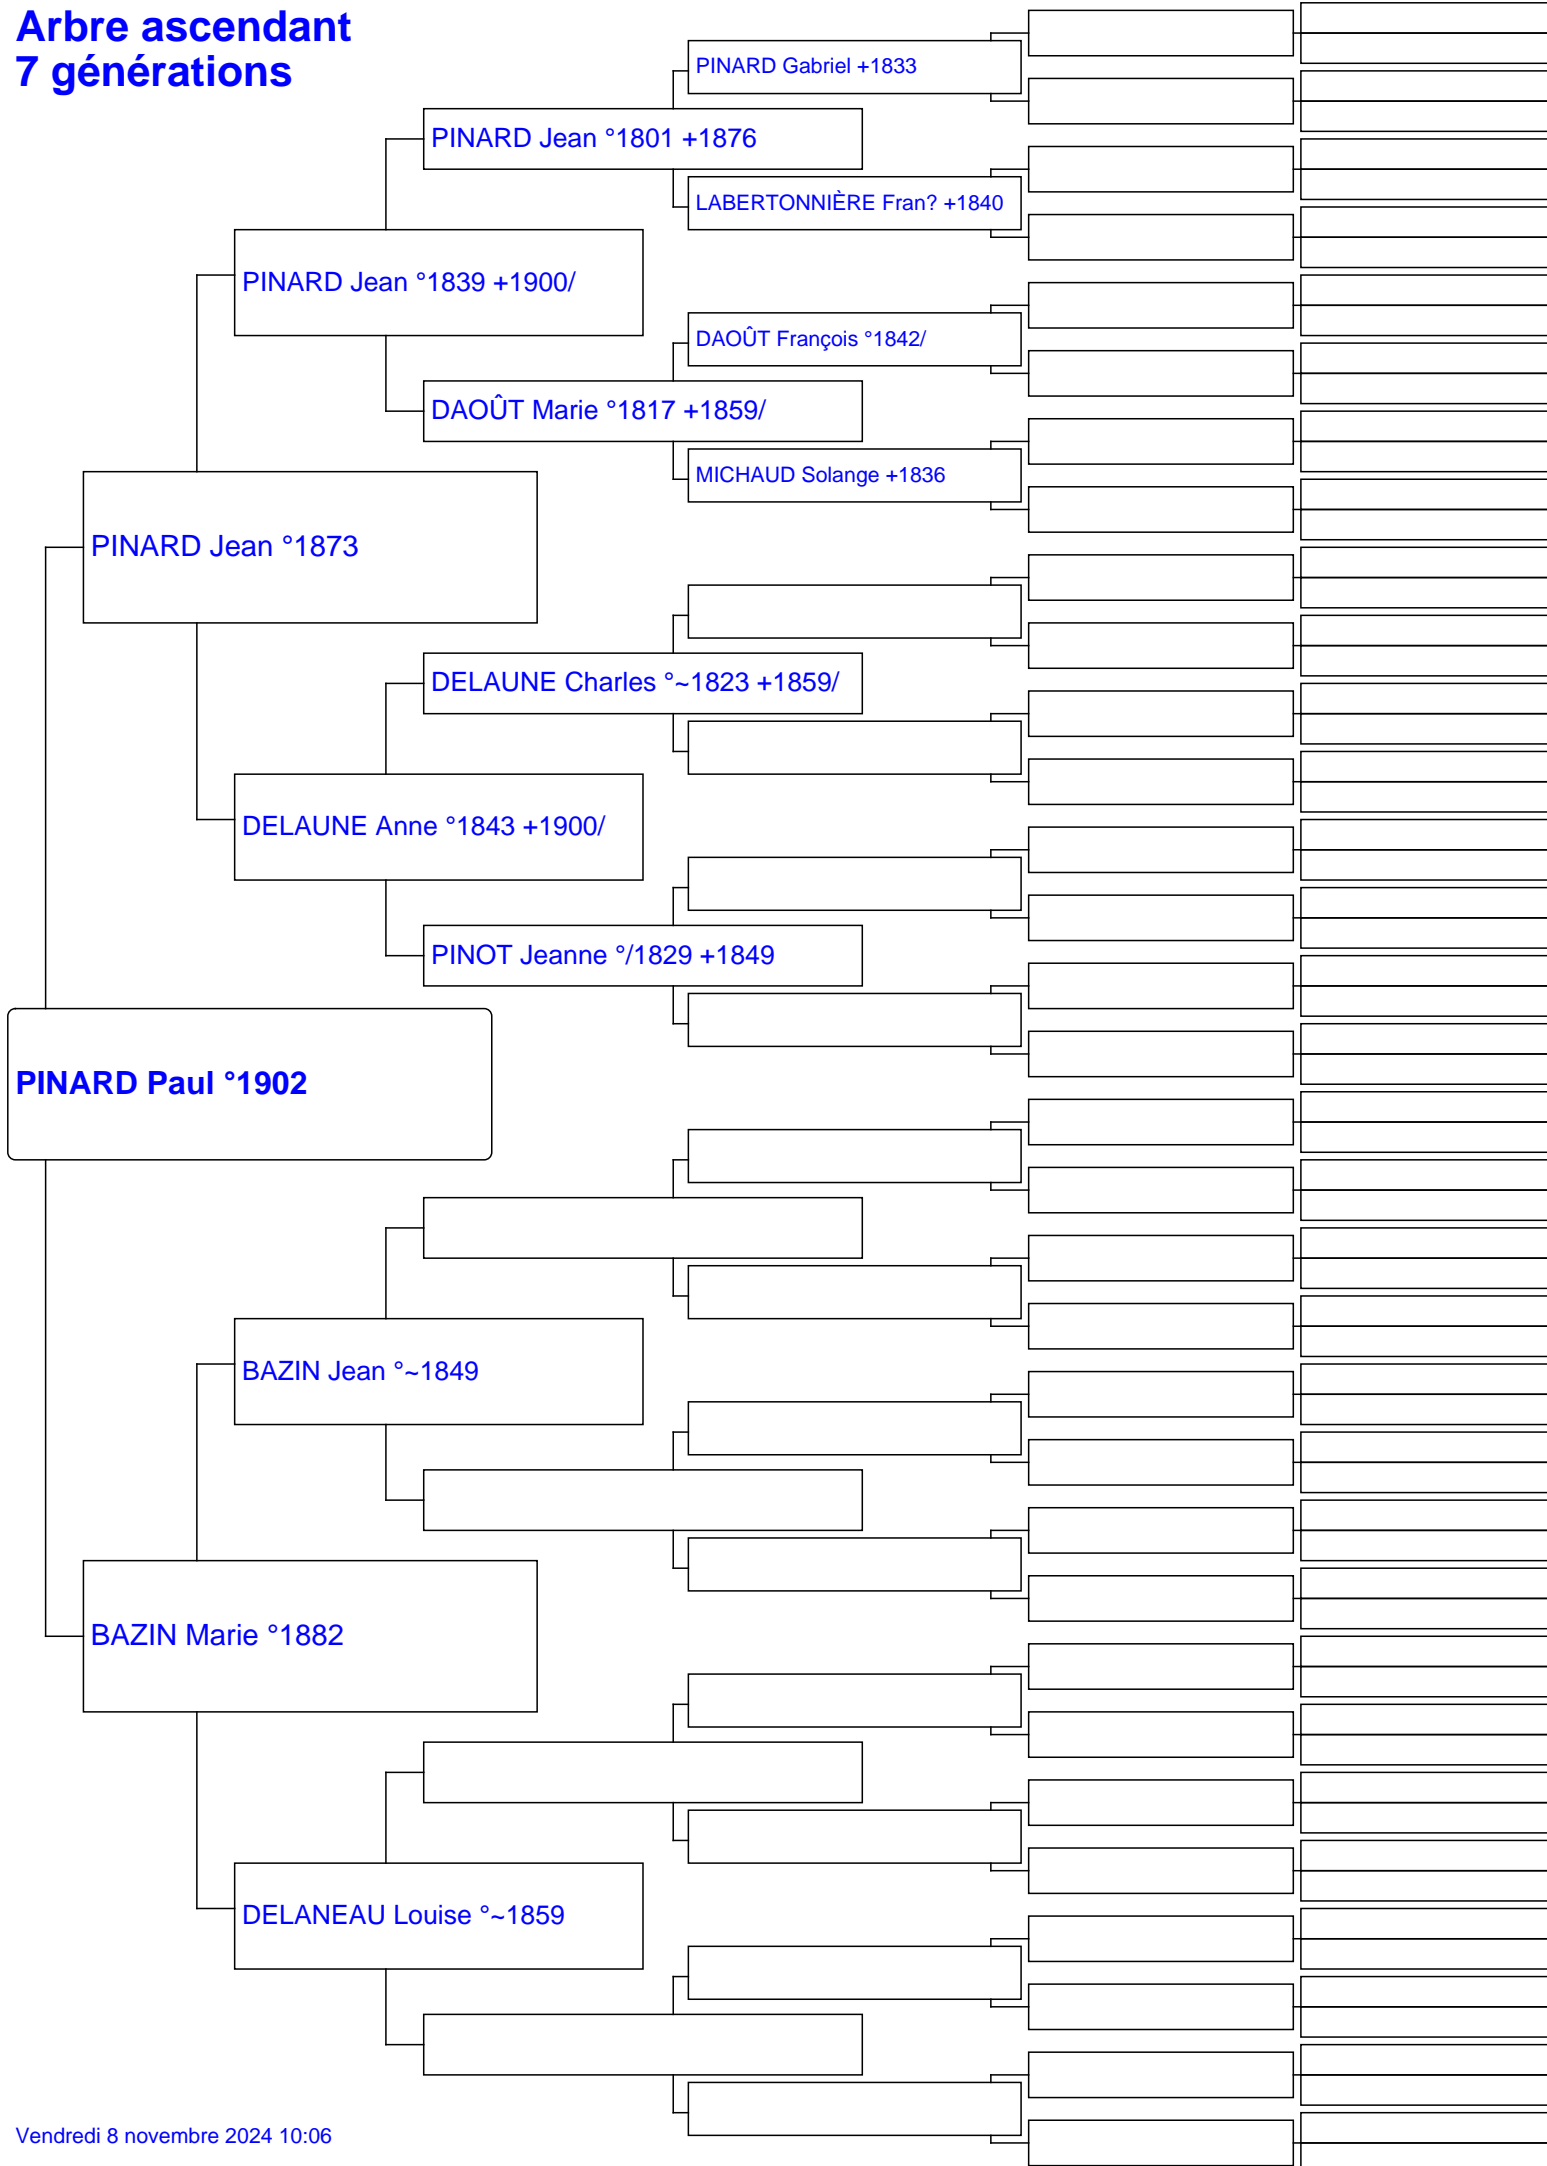 Arbre ascendant
7 générations
PINARD Gabriel +1833
PINARD Jean °1801 +1876
LABERTONNIÈRE Fran? +1840
PINARD Jean °1839 +1900/
DAOÛT François °1842/
DAOÛT Marie °1817 +1859/
MICHAUD Solange +1836
PINARD Jean °1873
DELAUNE Charles °~1823 +1859/
DELAUNE Anne °1843 +1900/
PINOT Jeanne °/1829 +1849
PINARD Paul °1902
BAZIN Jean °~1849
BAZIN Marie °1882
DELANEAU Louise °~1859
Vendredi 8 novembre 2024 10:06